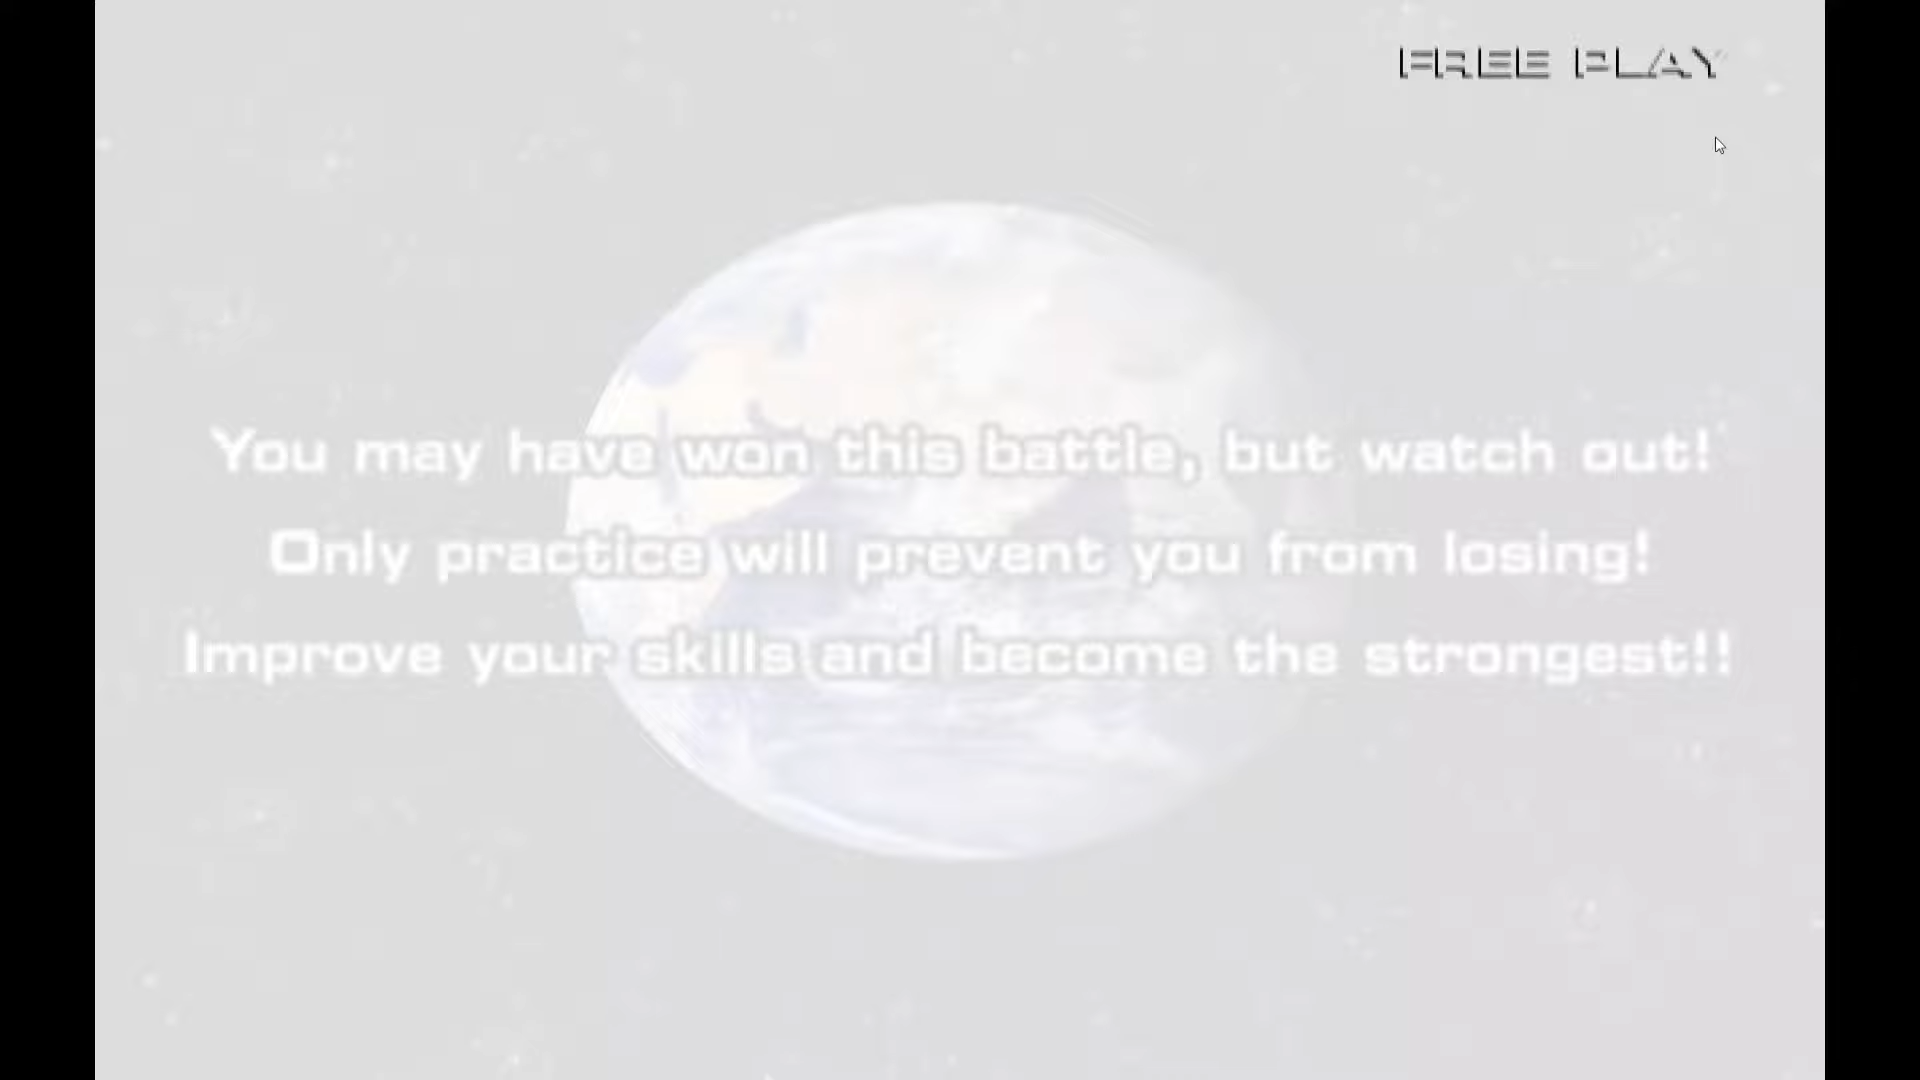 FREE PLAY
You may have won this battle, but watch out!
Only practice will prevent you from losing!
Improve your skills and become the strongest!!